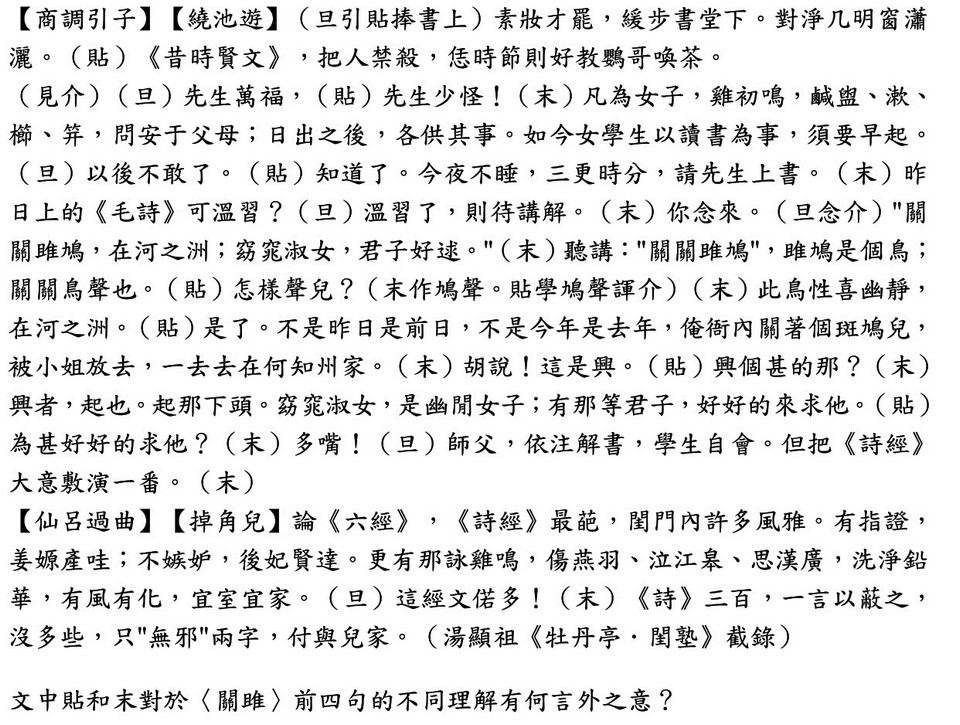 【商調引子】【繞池遊】（旦引貼捧書上）素妝才罷，緩步書堂下。對淨几明窗瀟
灑。（貼）《昔時賢文》，把人禁殺，恁時節則好教鸚哥喚茶。
（見介）（旦）先生萬福，（貼）先生少怪！（末）凡為女子，雞初鳴，鹹盥、漱、
櫛、笄，問安于父母；日出之後，各供其事。如今女學生以讀書為事，須要早起。
（旦）以後不敢了。（貼）知道了。今夜不睡，三更時分，請先生上書。（末）昨
日上的《毛詩》可溫習？（旦）溫習了，則待講解。（末）你念來。（旦念介）"關
關雎鳩，在河之洲；窈窕淑女，君子好逑。"（末）聽講："關關雎鳩"，雎鳩是個鳥；
關關鳥聲也。（貼）怎樣聲兒？（末作鳩聲。貼學鳩聲諢介）（末）此鳥性喜幽靜，
在河之洲。（貼）是了。不是昨日是前日，不是今年是去年，俺衙內關著個斑鳩兒，
被小姐放去，一去去在何知州家。（末）胡說！這是興。（貼）興個甚的那？（末）
興者，起也。起那下頭。窈窕淑女，是幽閒女子；有那等君子，好好的來求他。（貼）
為甚好好的求他？（末）多嘴！（旦）師父，依注解書，學生自會。但把《詩經》
大意敷演一番。（末）
【仙呂過曲】【掉角兒】論《六經》，《詩經》最葩，閨門內許多風雅。有指證，
姜嫄產哇；不嫉妒，後妃賢達。更有那詠雞鳴，傷燕羽、泣江皋、思漢廣，洗淨鉛
華，有風有化，宜室宜家。（旦）這經文偌多！（末）《詩》三百，一言以蔽之，
沒多些，只"無邪"兩字，付與兒家。（湯顯祖《牡丹亭·閨塾》截錄）
文中貼和末對於〈關雎〉前四句的不同理解有何言外之意？